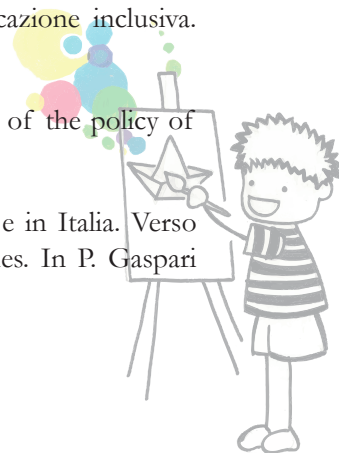 cazione inclusiva.
of the policy of
e in Italia. Verso
es. In P. Gaspari